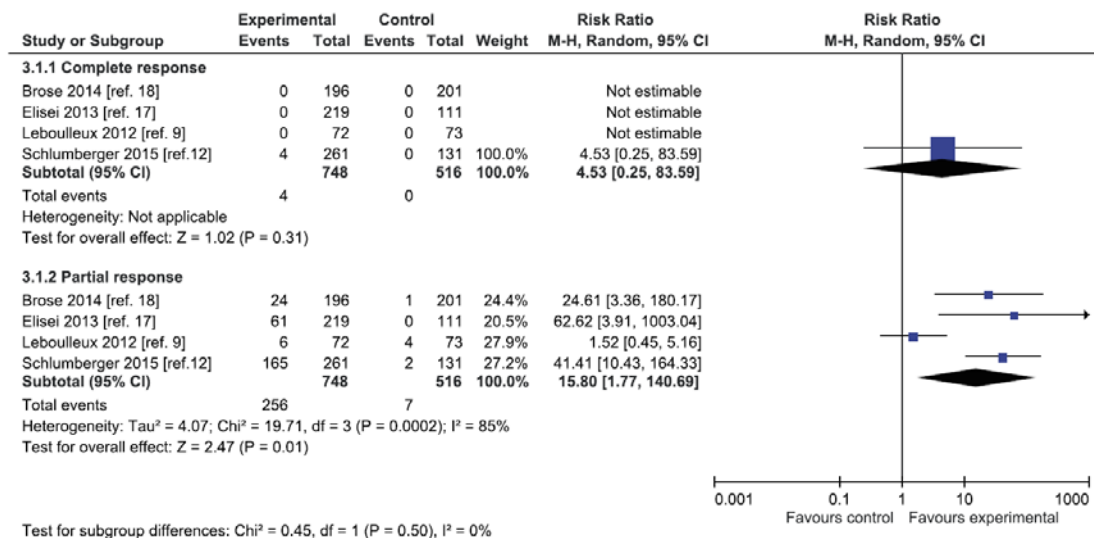 Experimental Control Risk Ratio Risk Ratio
Study or Subgroup Events Total Events Total Weight M-H, Random, 95% CI M-H, Random, 95% CI
3.1.1 Complete response
Brose 2014 [ref. 18] 0 196 0 201 Not estimable
Elisei 2013 [ref. 17] 0 219 0 111 Not estimable
Leboulleux 2012 [ref. 9] 0 72 0 73 Not estimable
Schlumberger 2015 [ref.12] 4 261 0 131 100.0% 4.53 [0.25, 83.59]
Subtotal (95% CI) 748 516 100.0% 4.53 [0.25, 83.59]
Total events 4 0
Heterogeneity: Not applicable
Test for overall effect: Z = 1.02 (P = 0.31)
3.1.2 Partial response
Brose 2014 [ref. 18] 24 196 1 201 24.4% 24.61 [3.36, 180.17]
Elisei 2013 [ref. 17] 61 219 0 111 20.5% 62.62 [3.91, 1003.04]
Leboulleux 2012 [ref. 9] 6 72 4 73 27.9% 1.52 [0.45, 5.16]
Schlumberger 2015 [ref.12] 165 261 2 131 27.2% 41.41 [10.43, 164.33]
Subtotal (95% CI) 748 516 100.0% 15.80 [1.77, 140.69]
Total events 256 7
Heterogeneity: Tau² = 4.07; Chi² = 19.71, df = 3 (P = 0.0002); I² = 85%
Test for overall effect: Z = 2.47 (P = 0.01)
0.001 0.1 1 10 1000
Favours control Favours experimental
Test for subgroup differences: Chi² = 0.45, df = 1 (P = 0.50), I² = 0%